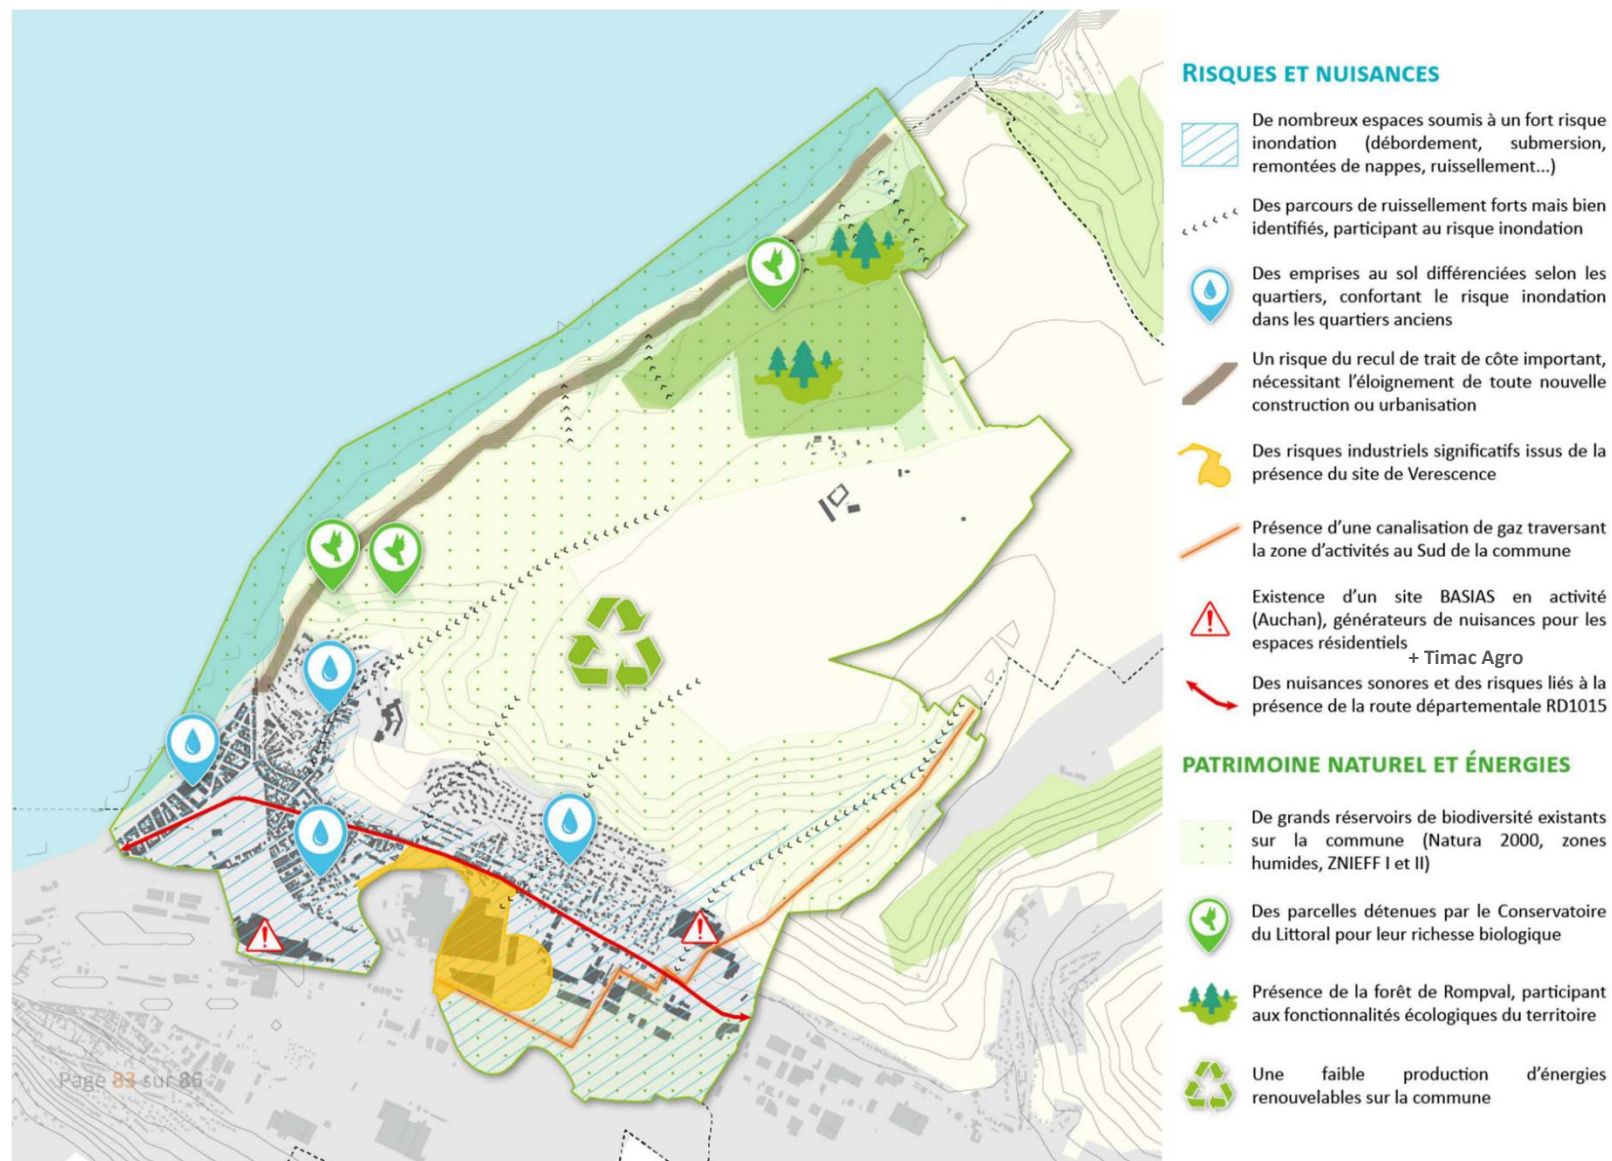 RISQUES ET NUISANCES
De nombreux espaces soumis à un fort risque
inondation (débordement, submersion,
remontées de nappes, ruissellement...)
Des parcours de ruissellement forts mais bien
identifiés, participant au risque inondation
Des emprises au sol différenciées selon les
quartiers, confortant le risque inondation
dans les quartiers anciens
Un risque du recul de trait de côte important,
nécessitant l'éloignement de toute nouvelle
construction ou urbanisation
Des risques industriels significatifs issus de la
présence du site de Verescence
Présence d'une canalisation de gaz traversant
la zone d'activités au Sud de la commune
Existence d'un site BASIAS en activité
(Auchan), générateurs de nuisances pour les
espaces résidentiels
+ Timac Agro
Des nuisances sonores et des risques liés à la
présence de la route départementale RD1015
PATRIMOINE NATUREL ET ÉNERGIES
De grands réservoirs de biodiversité existants
sur la commune (Natura 2000, zones
humides, ZNIEFF I et II)
Des parcelles détenues par le Conservatoire
du Littoral pour leur richesse biologique
Présence de la forêt de Rompval, participant
aux fonctionnalités écologiques du territoire
Une faible production d'énergies
renouvelables sur la commune
Page 83 sur 86